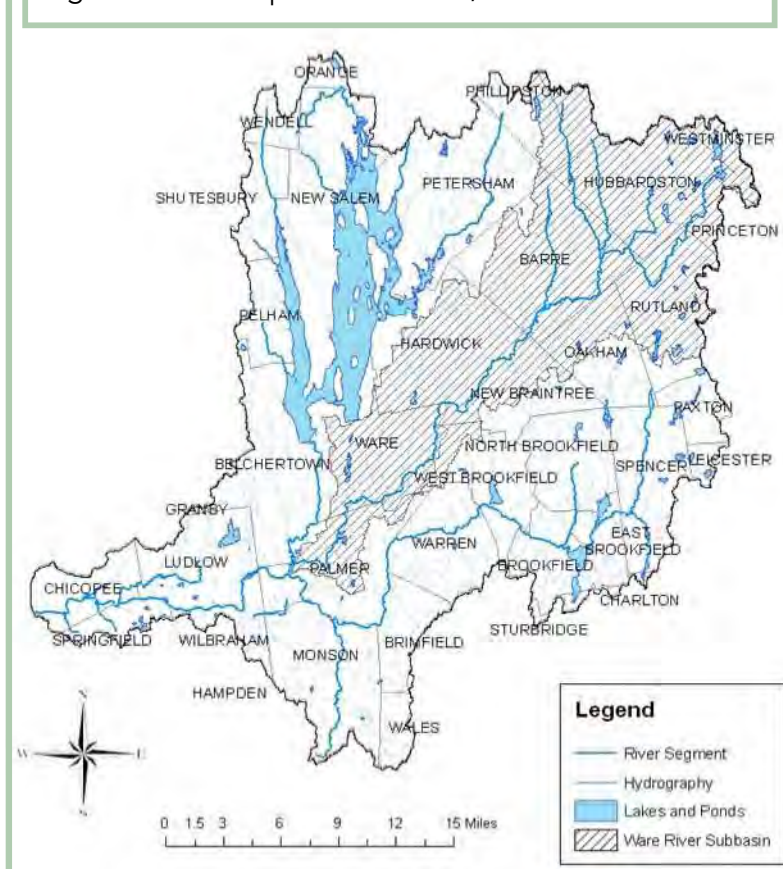 ORANGE
PHILLIPSTON
WENDELL
WESTMINSTER
SHUTESBURY
NEW SALEM
PETERSHAM
HUBBARDSTON
PRINCETON
BARRE
PELHAM
RUTLAND
HARDWICK
OAKHAM
NEW BRAINTREE
PAXTON
WARE
NORTH BROOKFIELD
BELCHERTOWN
WEST BROOKFIELD
SPENCER
LEICESTER
GRANBY
LUDLOW
WARREN
EAST
BROOKFIELD
PALMER
BROOKFIELD
CHICOPEE
CHARLTON
SPRINGFIELD
WILBRAHAM
STURBRIDGE
MONSON
BRIMFIELD
HAMPDEN
WALES
N
W
E
S
0 1.5 3 6 9 12 15 Miles
Legend
River Segment
Hydrography
Lakes and Ponds
Ware River Subbasin